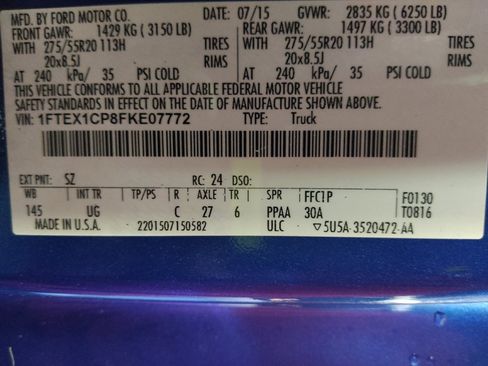 MFD. BY FORD MOTOR CO. DATE: 07/15 GVWR: 2835 KG ( 6250 LB)
FRONT GAWR: 1429 KG ( 3150 LB) REAR GAWR: 1497 KG ( 3300 LB)
WITH 275/55R20 113H TIRES WITH 275/55R20 113H TIRES
20x8.5J RIMS 20x8.5J RIMS
AT 240 kPa/ 35 PSI COLD AT 240 kPa/ 35 PSI COLD
THIS VEHICLE CONFORMS TO ALL APPLICABLE FEDERAL MOTOR VEHICLE
SAFETY STANDARDS IN EFFECT ON THE DATE OF MANUFACTURE SHOWN ABOVE.
VIN: 1FTEX1CP8FKE07772 TYPE: Truck
EXT PNT: SZ RC: 24 DSO:
WB INT TR TP/PS R AXLE TR SPR FFC1P F0130
145 UG C 27 6 PPAA 30A T0816
MADE IN U.S.A. 2201507150582 ULC ▽5U5A-3520472-AA